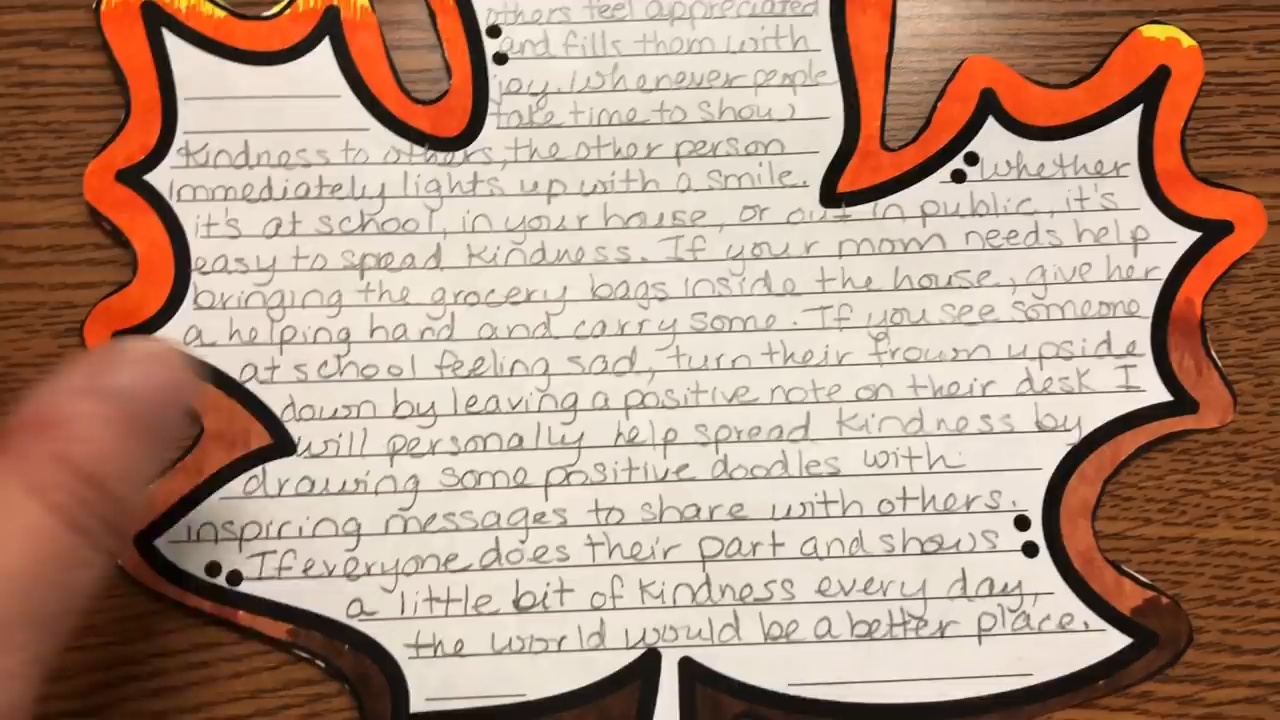 others feel appreciated
and fills them with
joy. Whenever people
take time to show
kindness to others, the other person
immediately lights up with a smile.
Whether
it's at school, in your house, or out in public, it's
easy to spread kindness. If your mom needs help
bringing the grocery bags inside the house, give her
a helping hand and carry some. If you see someone
at school feeling sad, turn their frown upside
down by leaving a positive note on their desk I
will personally help spread kindness by
drawing some positive doodles with
inspiring messages to share with others.
If everyone does their part and shows
a little bit of kindness every day,
the world would be a better place.